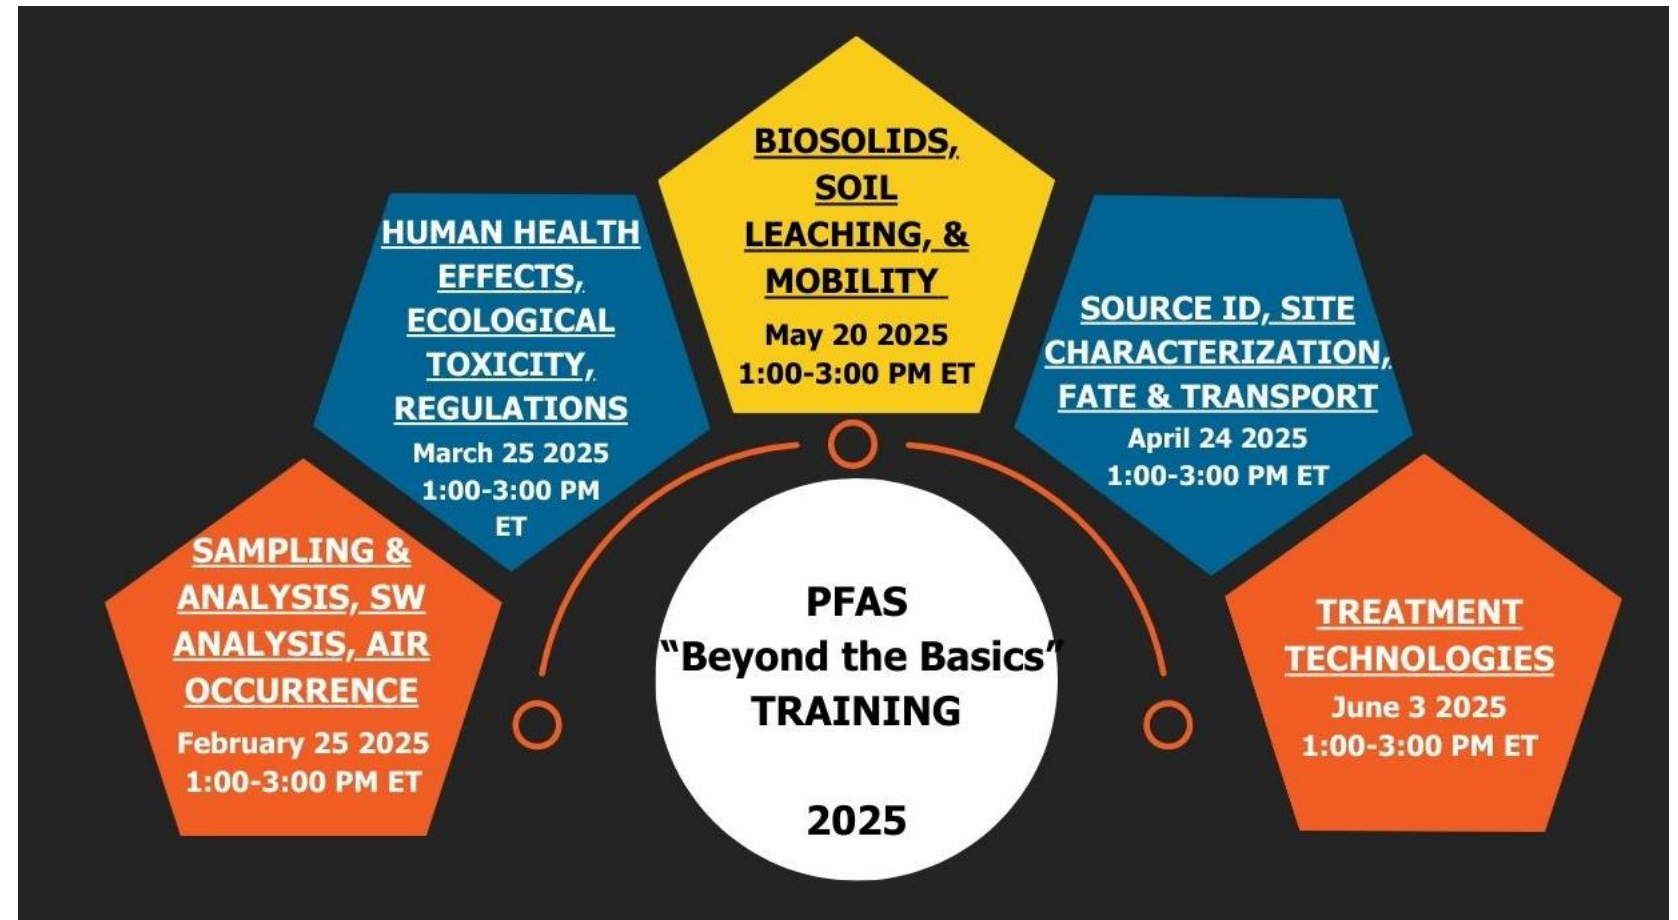 SAMPLING &
ANALYSIS, SW
ANALYSIS, AIR
OCCURRENCE
February 25 2025
1:00-3:00 PM ET
HUMAN HEALTH
EFFECTS,
ECOLOGICAL
TOXICITY,
REGULATIONS
March 25 2025
1:00-3:00 PM
ET
BIOSOLIDS,
SOIL
LEACHING, &
MOBILITY
May 20 2025
1:00-3:00 PM ET
SOURCE ID, SITE
CHARACTERIZATION,
FATE & TRANSPORT
April 24 2025
1:00-3:00 PM ET
TREATMENT
TECHNOLOGIES
June 3 2025
1:00-3:00 PM ET
PFAS
“Beyond the Basics”
TRAINING
2025